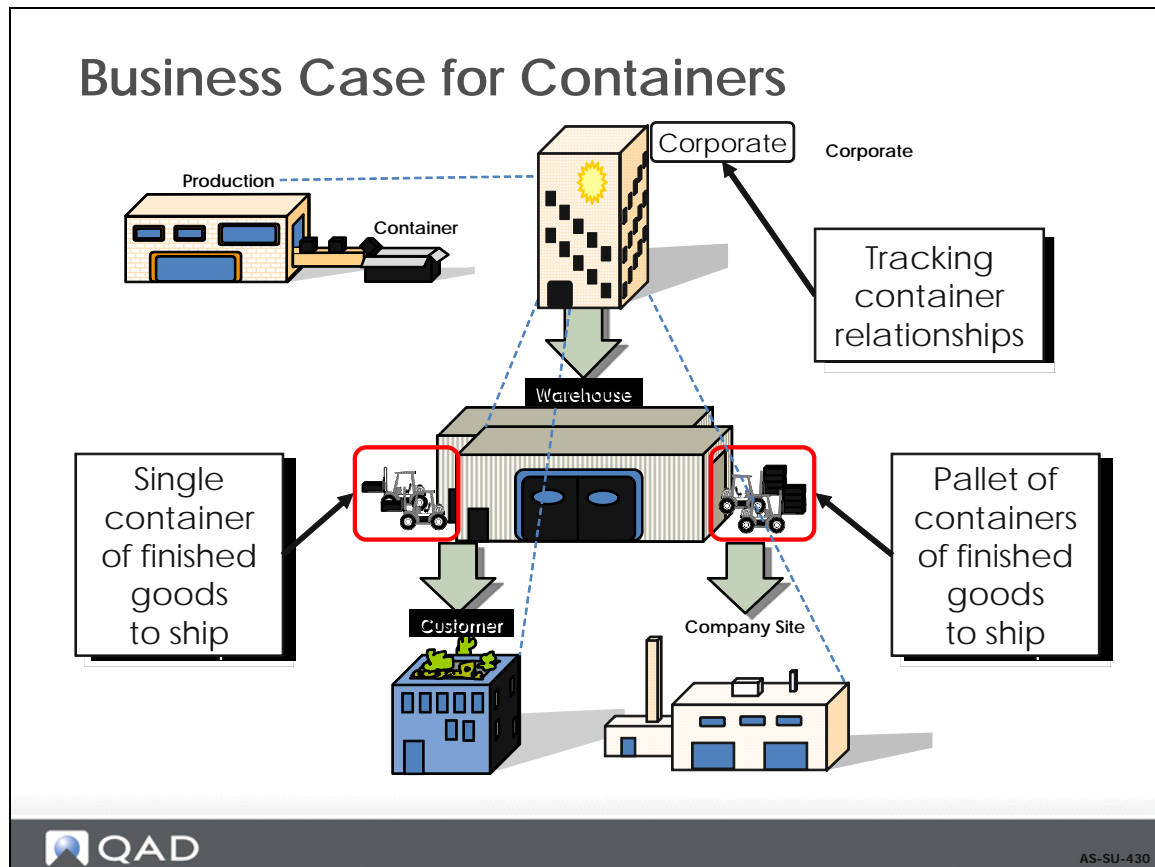 Business Case for Containers
Corporate
Corporate
Production
Container
Tracking
container
relationships
Warehouse
Single
container
of finished
goods
to ship
Pallet of
containers
of finished
goods
to ship
Customer
Company Site
QAD
AS-SU-430